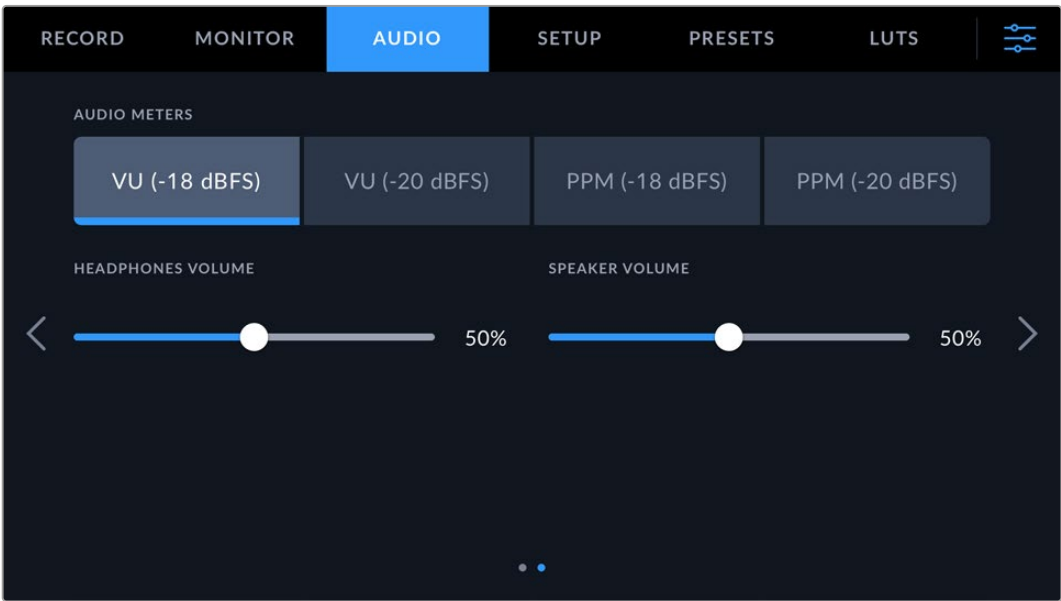 RECORD MONITOR AUDIO SETUP PRESETS LUTS
AUDIO METERS
VU (-18 dBFS) VU (-20 dBFS) PPM (-18 dBFS) PPM (-20 dBFS)
HEADPHONES VOLUME SPEAKER VOLUME
50% 50%